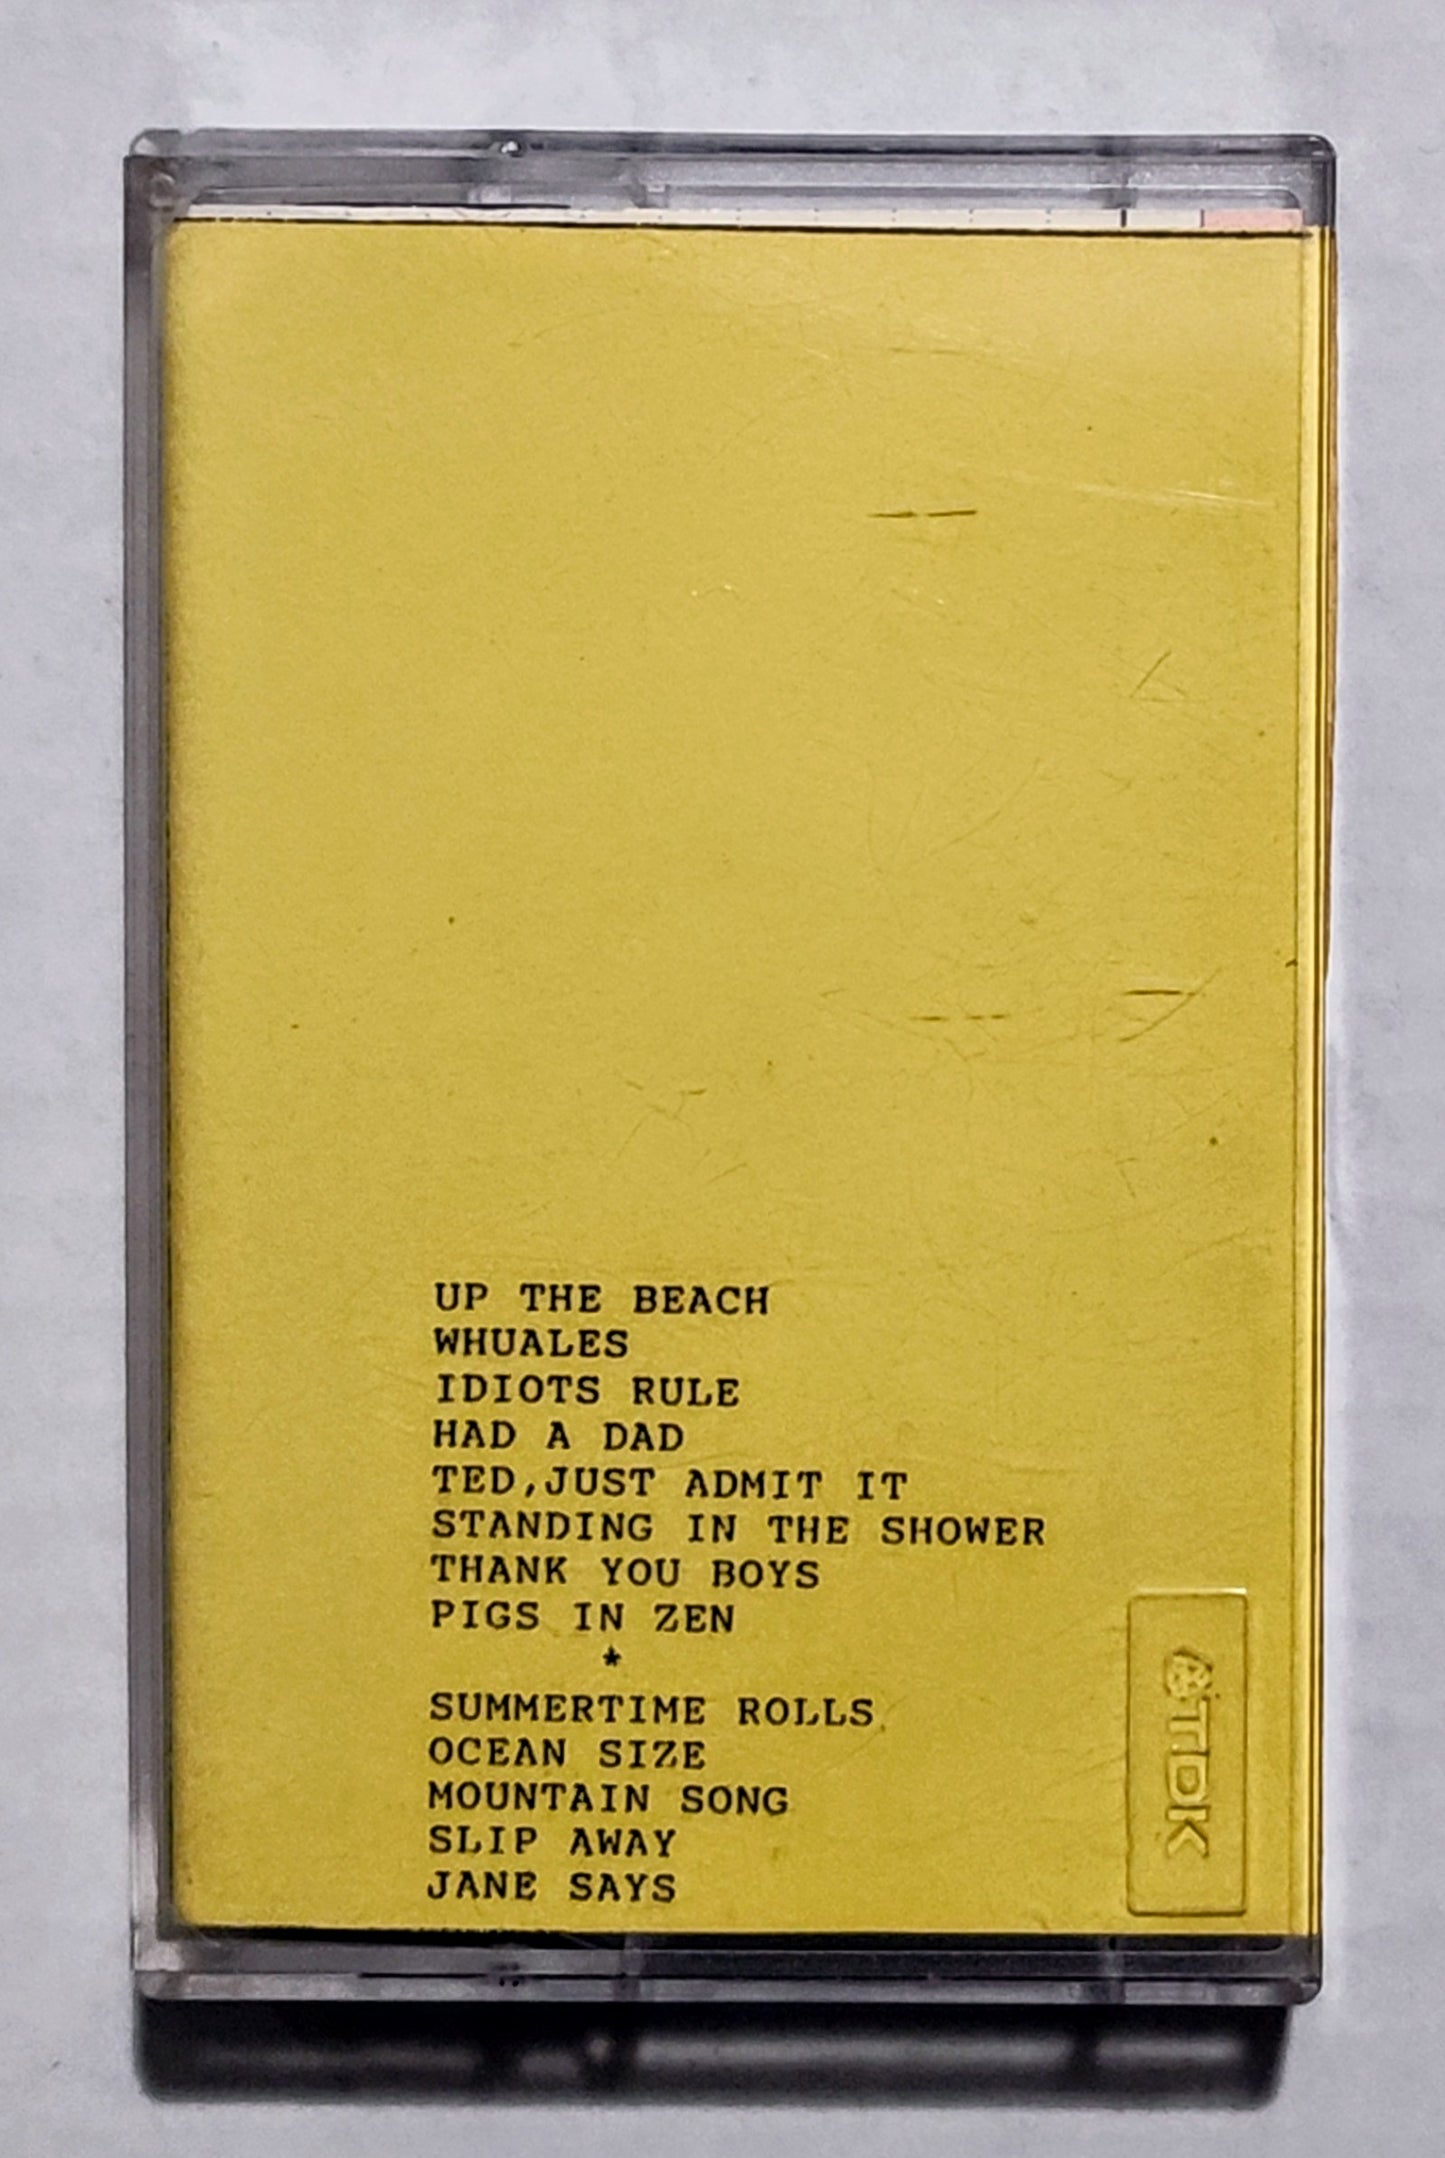 UP THE BEACH
WHUALES
IDIOTS RULE
HAD A DAD
TED,JUST ADMIT IT
STANDING IN THE SHOWER
THANK YOU BOYS
PIGS IN ZEN
*
SUMMERTIME ROLLS
OCEAN SIZE
MOUNTAIN SONG
SLIP AWAY
JANE SAYS
TDK